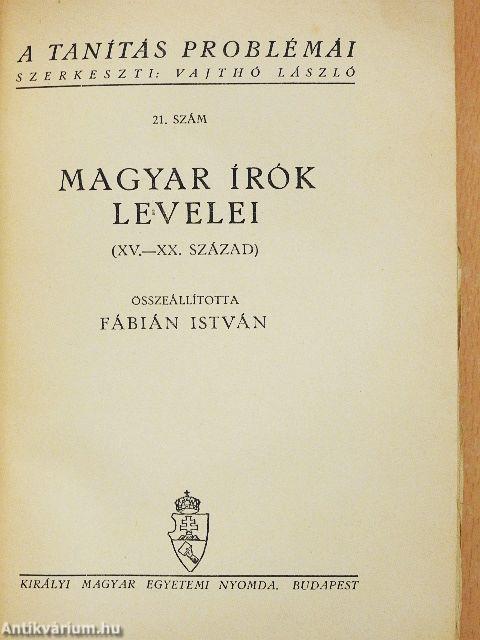 A TANÍTÁS PROBLÉMÁI
SZERKESZTI: VAJTHÓ LÁSZLÓ
21. SZÁM
MAGYAR ÍRÓK
LEVELEI
(XV.—XX. SZÁZAD)
ÖSSZEÁLLÍTOTTA
FÁBIÁN ISTVÁN
KIRÁLYI MAGYAR EGYETEMI NYOMDA, BUDAPEST
Antikvárium.hu